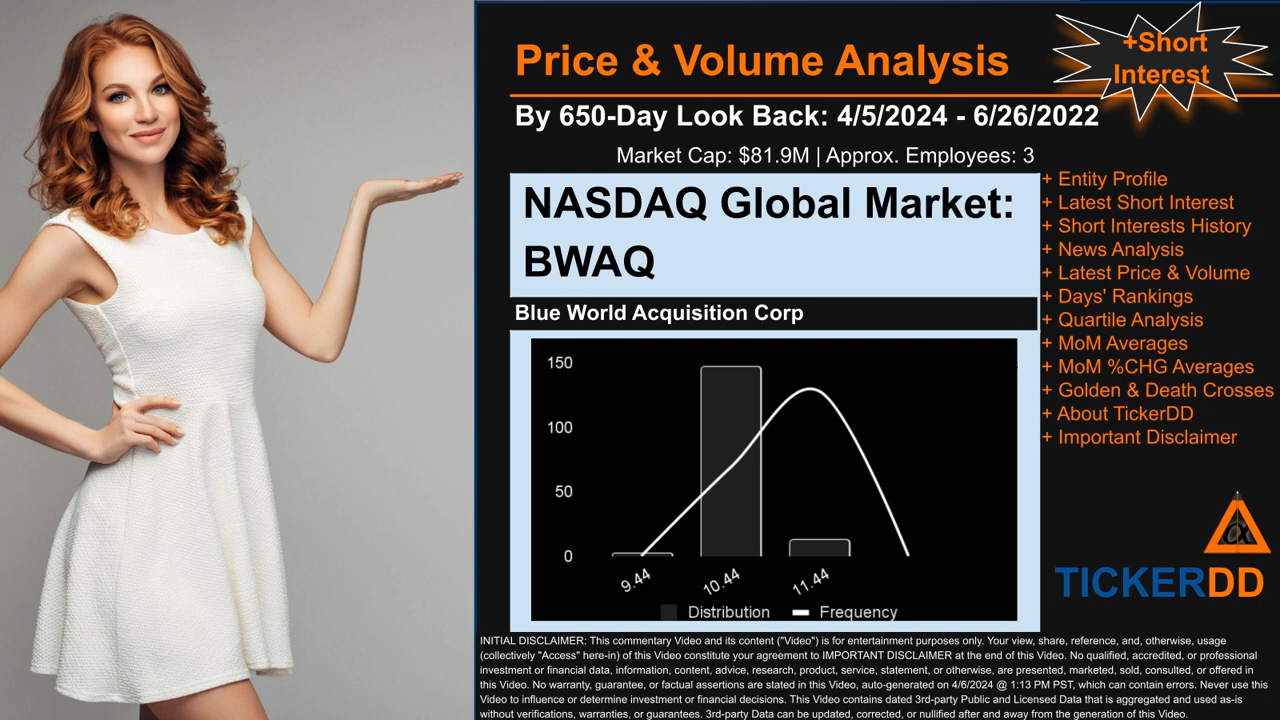 Price & Volume Analysis
+Short
Interest
By 650-Day Look Back: 4/5/2024 - 6/26/2022
Market Cap: $81.9M | Approx. Employees: 3
NASDAQ Global Market:
BWAQ
Blue World Acquisition Corp
150
100
50
0
9.44
10.44
11.44
Distribution
Frequency
+ Entity Profile
+ Latest Short Interest
+ Short Interests History
+ News Analysis
+ Latest Price & Volume
+ Days' Rankings
+ Quartile Analysis
+ MoM Averages
+ MoM %CHG Averages
+ Golden & Death Crosses
+ About TickerDD
+ Important Disclaimer
TICKERDD
INITIAL DISCLAIMER: This commentary Video and its content ("Video") is for entertainment purposes only. Your view, share, reference, and, otherwise, usage
(collectively "Access" here-in) of this Video constitute your agreement to IMPORTANT DISCLAIMER at the end of this Video. No qualified, accredited, or professional
investment or financial data, information, content, advice, research, product, service, statement, or otherwise, are presented, marketed, sold, consulted, or offered in
this Video. No warranty, guarantee, or factual assertions are stated in this Video, auto-generated on 4/6/2024 @ 1:13 PM PST, which can contain errors. Never use this
Video to influence or determine investment or financial decisions. This Video contains dated 3rd-party Public and Licensed Data that is aggregated and used as-is
without verifications, warranties, or guarantees. 3rd-party Data can be updated, corrected, or nullified after and away from the generation of this Video.